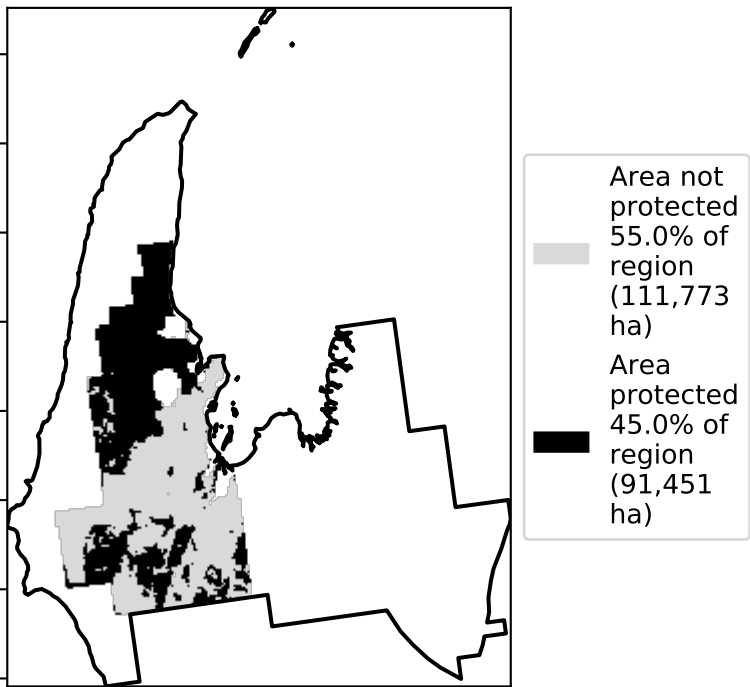 Area not
protected
55.0% of
region
(111,773
ha)
Area
protected
45.0% of
region
(91,451
ha)